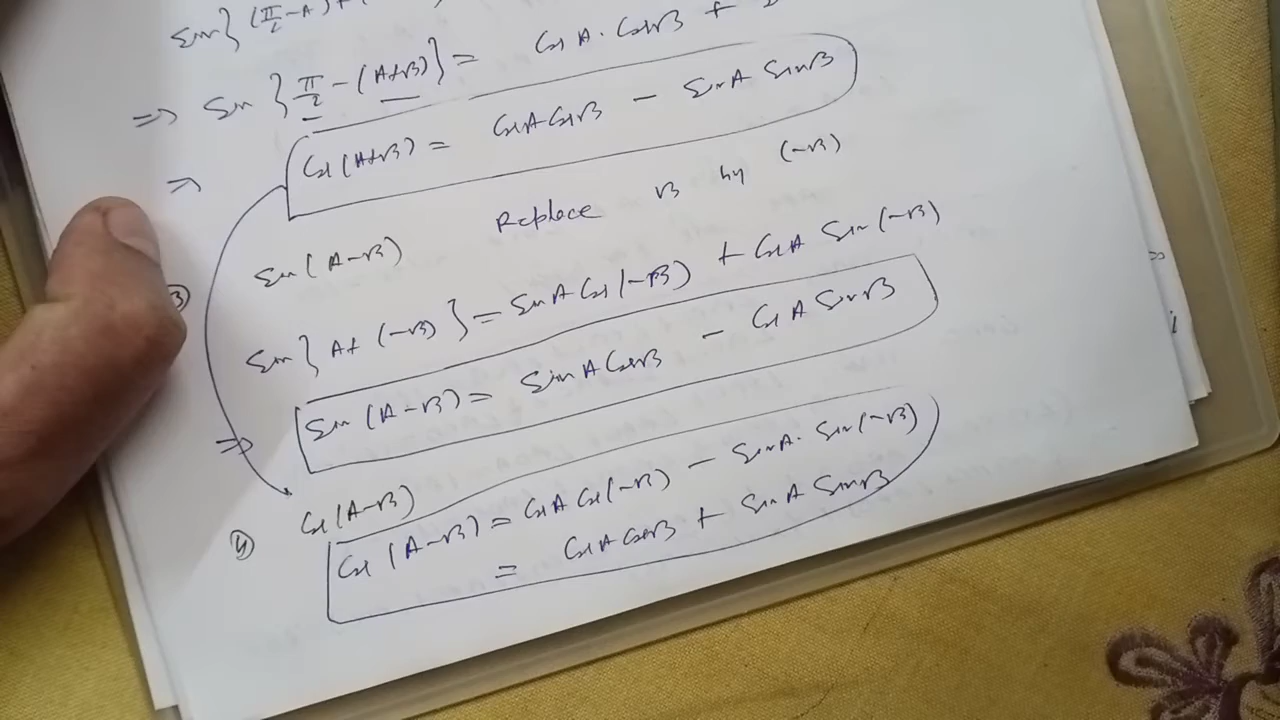 Sin{(π/2-A)+
⇒ Sin {π/2-(A+B)} = Cos A. Cos B +
⇒ Cos(A+B) = Cos A Cos B - Sin A Sin B
Replace B by (-B)
Sin(A-B)
Sin{A+(-B)} = Sin A Cos(-B) + Cos A Sin(-B)
⇒ Sin(A-B) = Sin A Cos B - Cos A Sin B
④ Cos(A-B)
Cos(A-B) = Cos A Cos(-B) - Sin A. Sin(-B)
= Cos A Cos B + Sin A Sin B